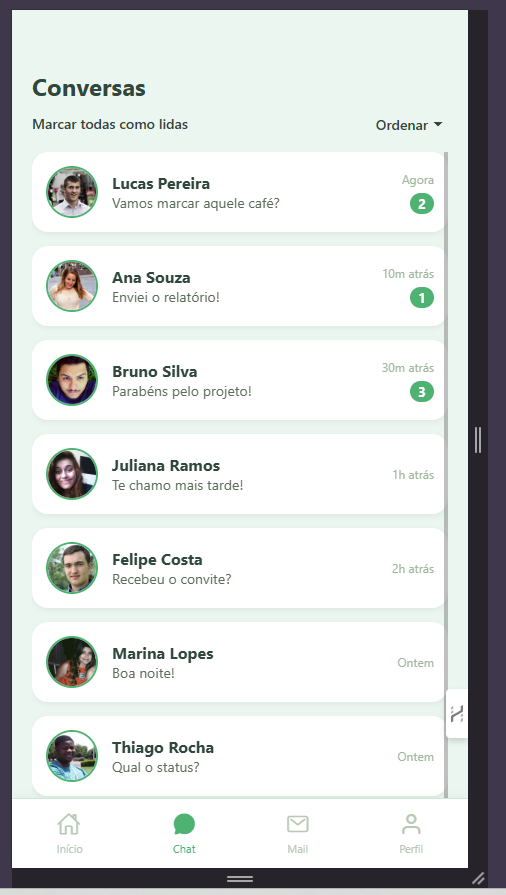 Conversas
Marcar todas como lidas
Ordenar
Lucas Pereira
Agora
Vamos marcar aquele café?
2
Ana Souza
10m atrás
Enviei o relatório!
1
Bruno Silva
30m atrás
Parabéns pelo projeto!
3
Juliana Ramos
1h atrás
Te chamo mais tarde!
Felipe Costa
2h atrás
Recebeu o convite?
Marina Lopes
Ontem
Boa noite!
Thiago Rocha
Ontem
Qual o status?
Início
Chat
Mail
Perfil